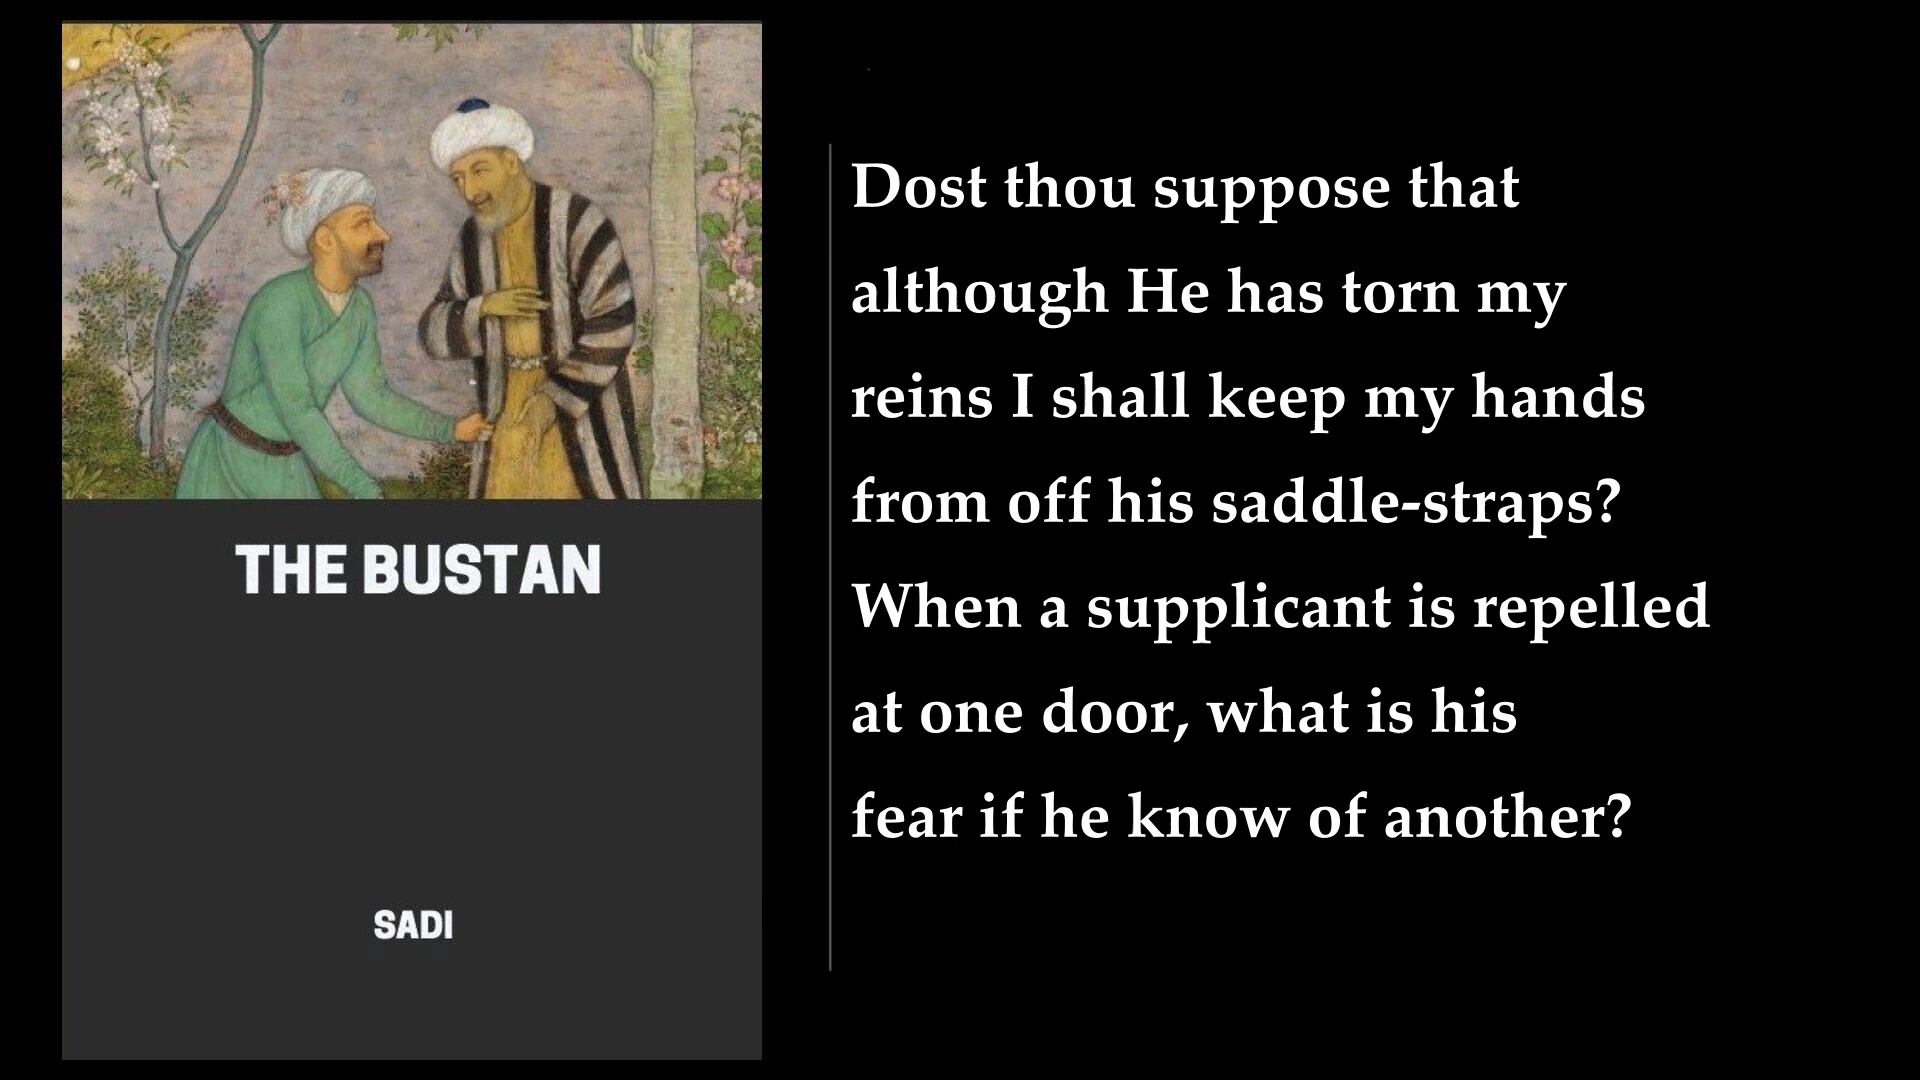 THE BUSTAN
SADI
Dost thou suppose that
although He has torn my
reins I shall keep my hands
from off his saddle-straps?
When a supplicant is repelled
at one door, what is his
fear if he know of another?